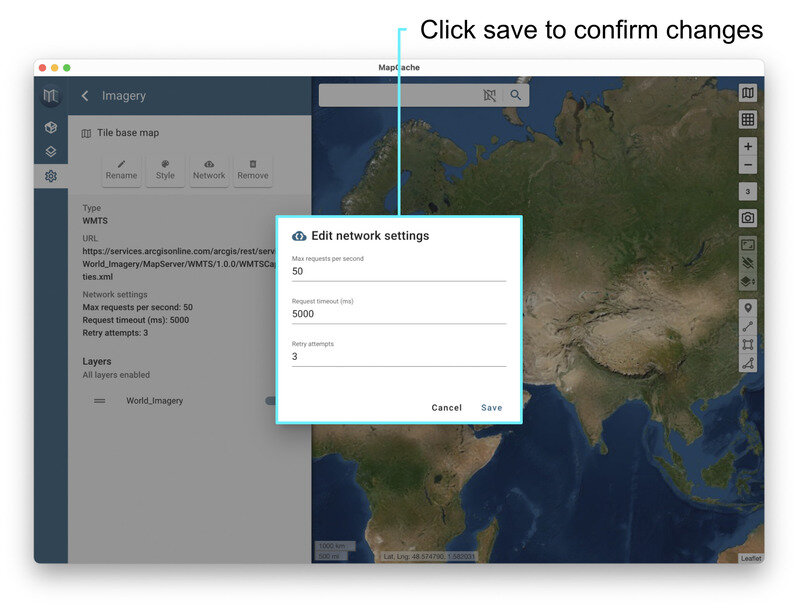 Click save to confirm changes
MapCache
Imagery
Tile base map
Rename
Style
Network
Remove
Type
WMTS
URL
https://services.arcgisonline.com/arcgis/rest/serv
World_Imagery/MapServer/WMTS/1.0.0/WMTSCap
ties.xml
Network settings
Max requests per second: 50
Request timeout (ms): 5000
Retry attempts: 3
Layers
All layers enabled
World_Imagery
Edit network settings
Max requests per second
50
Request timeout (ms)
5000
Retry attempts
3
Cancel
Save
+
−
3
1000 km
500 mi
Lat, Lng: 48.574790, 1.582031
Leaflet